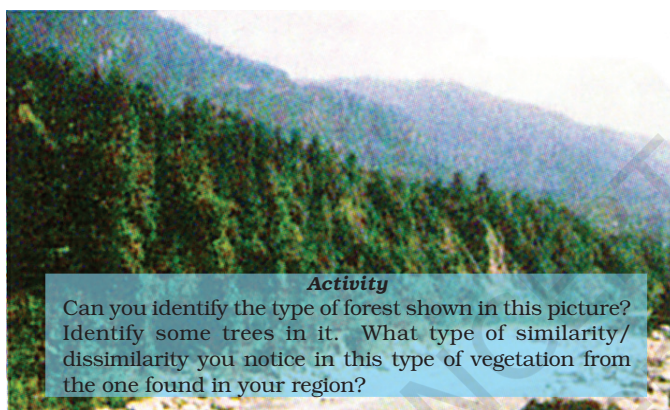 Activity
Can you identify the type of forest shown in this picture?
Identify some trees in it. What type of similarity/
dissimilarity you notice in this type of vegetation from
the one found in your region?